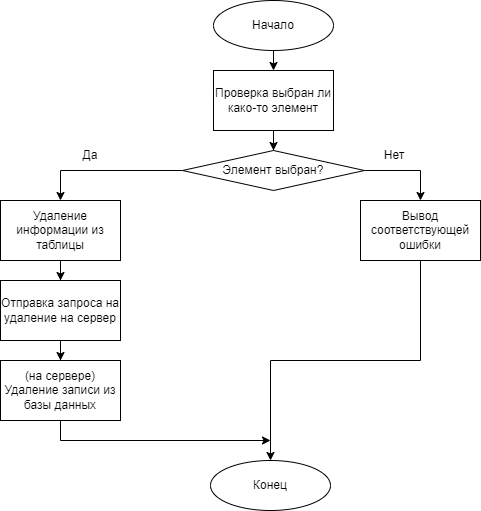 Начало
Проверка выбран ли
како-то элемент
Да
Элемент выбран?
Нет
Удаление
информации из
таблицы
Вывод
соответствующей
ошибки
Отправка запроса на
удаление на сервер
(на сервере)
Удаление записи из
базы данных
Конец